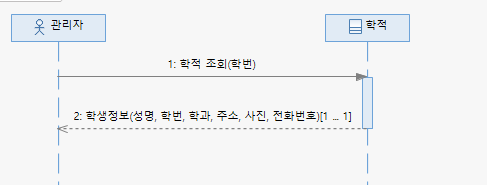 관리자
학적
1: 학적 조회(학번)
2: 학생정보(성명, 학번, 학과, 주소, 사진, 전화번호)[1 ... 1]